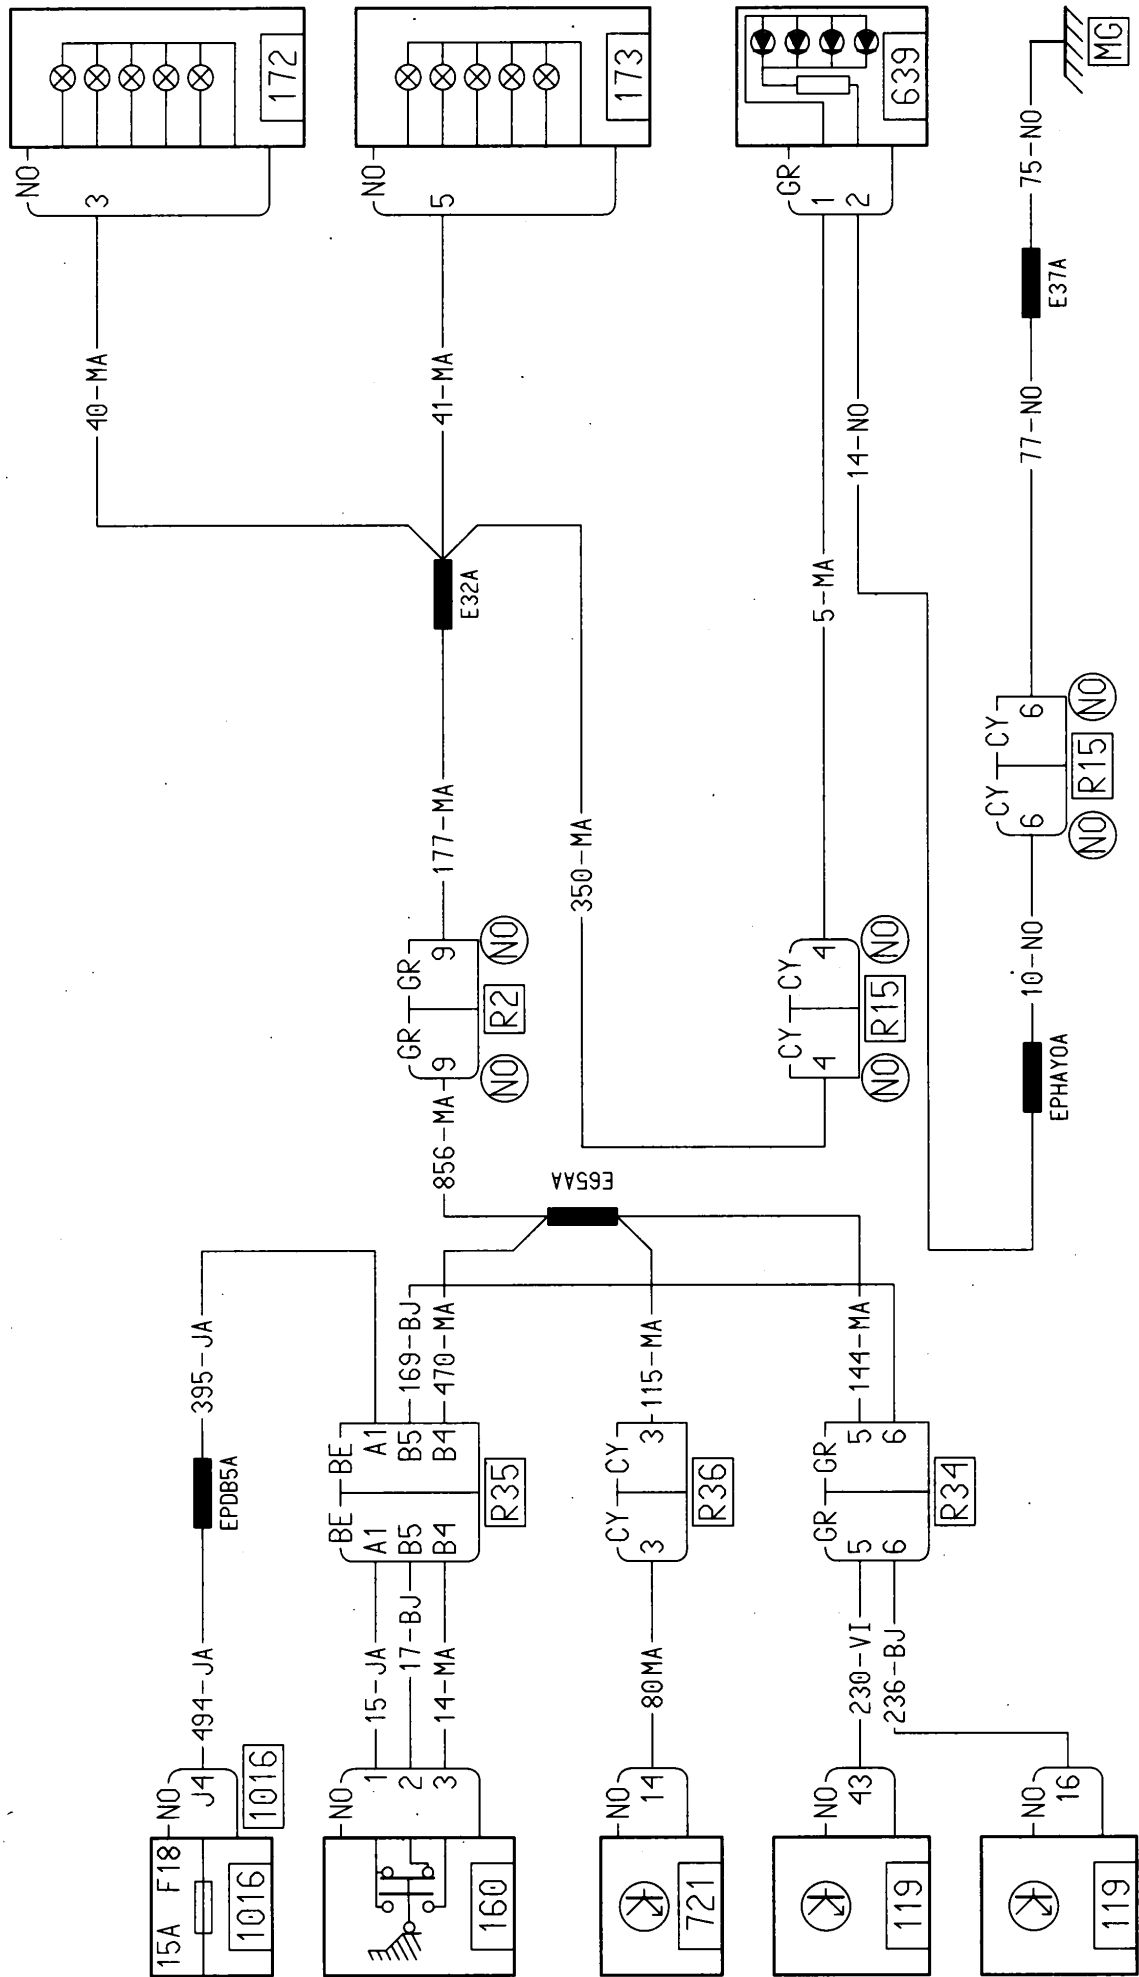 NO
3
172
40-MA
NO
5
173
41-MA
GR
1
2
639
5-MA
14-NO
MG
75-NO
E37A
77-NO
CY CY
6 6
NO R15 NO
10-NO
EPHAY0A
E32A
177-MA
350-MA
GR GR
9 9
NO R2 NO
856-MA
CY CY
4 4
NO R15 NO
E65AA
395-JA
EPDB5A
494-JA
169-BJ
470-MA
115-MA
144-MA
BE BE
A1 A1
B5 B5
B4 B4
R35
CY CY
3 3
R36
GR GR
5 5
6 6
R34
15-JA
17-BJ
14-MA
80MA
230-VI
236-BJ
NO
J4
1016
15A F18
1016
NO
1
2
3
160
NO
14
721
NO
43
119
NO
16
119